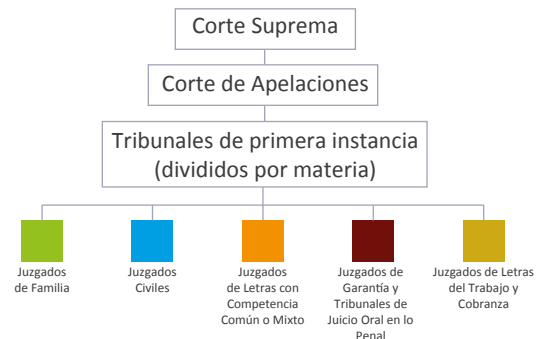 Corte Suprema
Corte de Apelaciones
Tribunales de primera instancia
(divididos por materia)
Juzgados
de Familia
Juzgados
Civiles
Juzgados
de Letras con
Competencia
Común o Mixto
Juzgados de
Garantía y
Tribunales de
Juicio Oral en lo
Penal
Juzgados de Letras
del Trabajo y
Cobranza